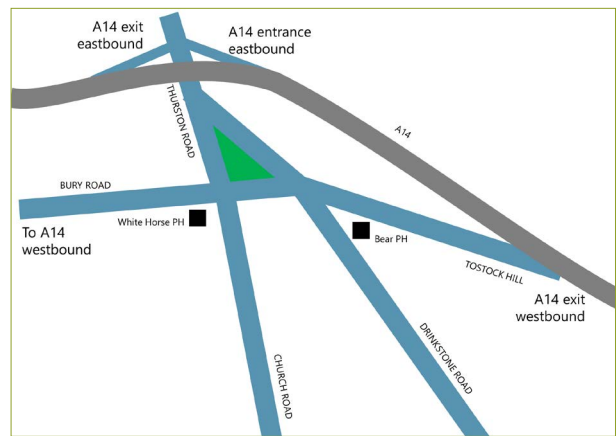 A14 exit
eastbound
A14 entrance
eastbound
THURSTON ROAD
A14
BURY ROAD
White Horse PH
To A14
westbound
Bear PH
TOSTOCK HILL
A14 exit
westbound
DRINKSTONE ROAD
CHURCH ROAD